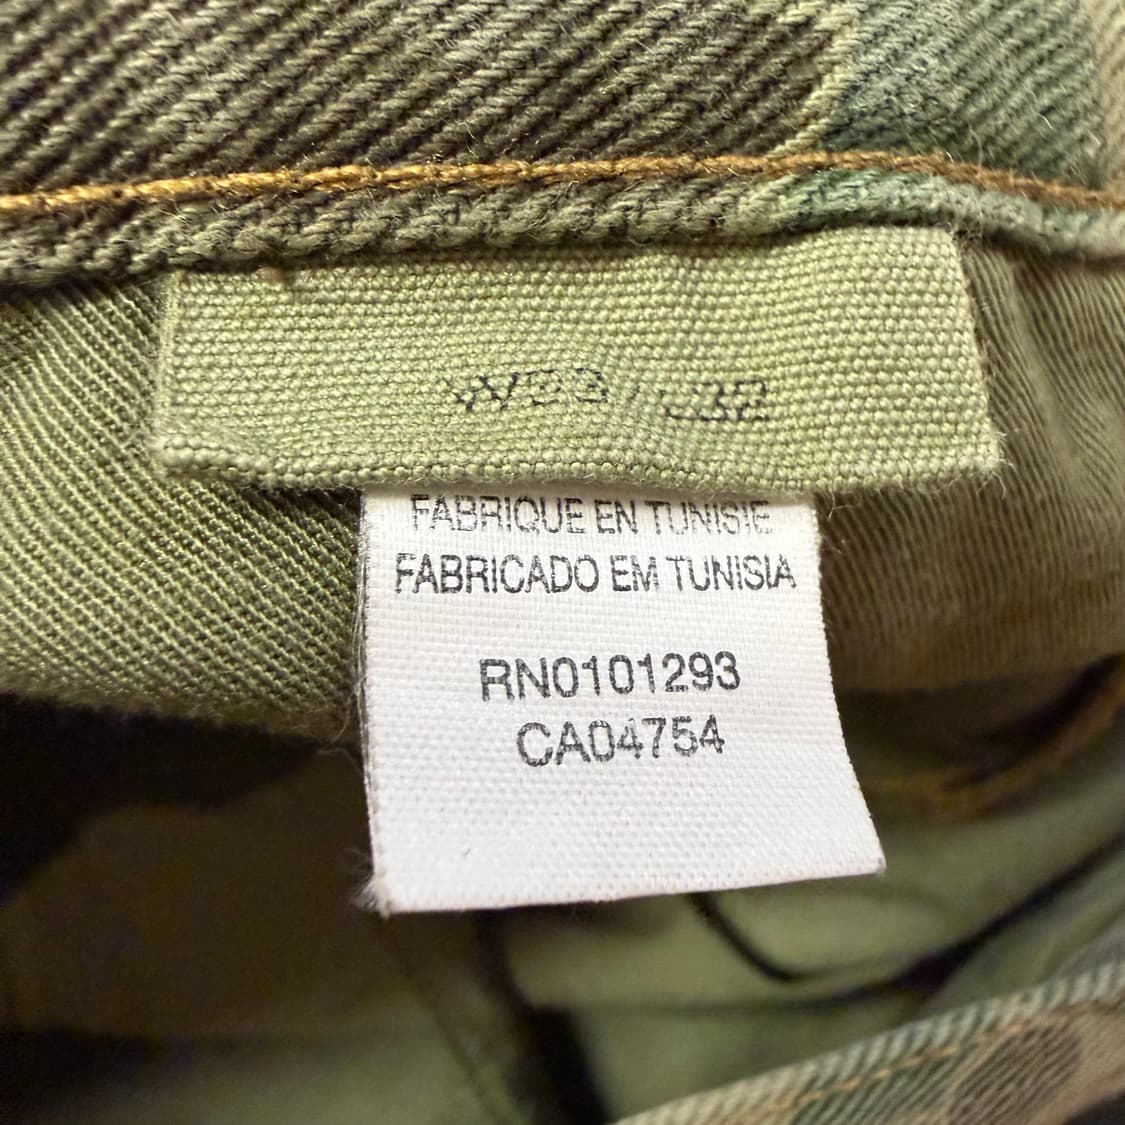 FABRIQUE EN TUNISIE
FABRICADO EM TUNISIA
RN0101293
CA04754